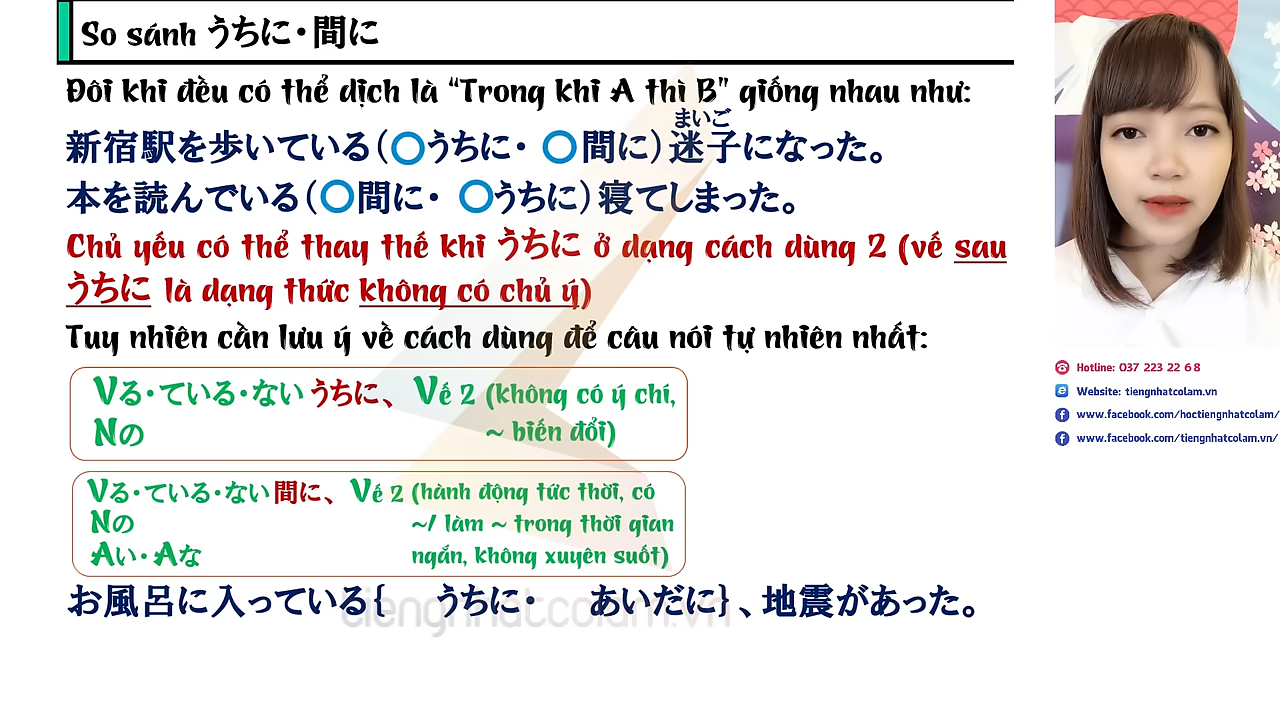 So sánh うちに・間に
Đôi khi đều có thể dịch là “Trong khi A thì B” giống nhau như:
まいご
新宿駅を歩いている(○うちに・ ○間に)迷子になった。
本を読んでいる(○間に・ ○うちに)寝てしまった。
Chủ yếu có thể thay thế khi うちに ở dạng cách dùng 2 (vế sau
うちに là dạng thức không có chủ ý)
Tuy nhiên cần lưu ý về cách dùng để câu nói tự nhiên nhất:
Vる・ている・ない うちに、 Vế 2 (không có ý chí,
Nの ~ biến đổi)
Vる・ている・ない 間に、 Vế 2 (hành động tức thời, có
Nの ~/ làm ~ trong thời gian
Aい・Aな ngắn, không xuyên suốt)
お風呂に入っている{ うちに・ あいだに}、地震があった。
tiengnhatcolam.vn
Hotline: 037 223 22 68
Website: tiengnhatcolam.vn
www.facebook.com/hoctiengnhatcolam/
www.facebook.com/tiengnhatcolam.vn/